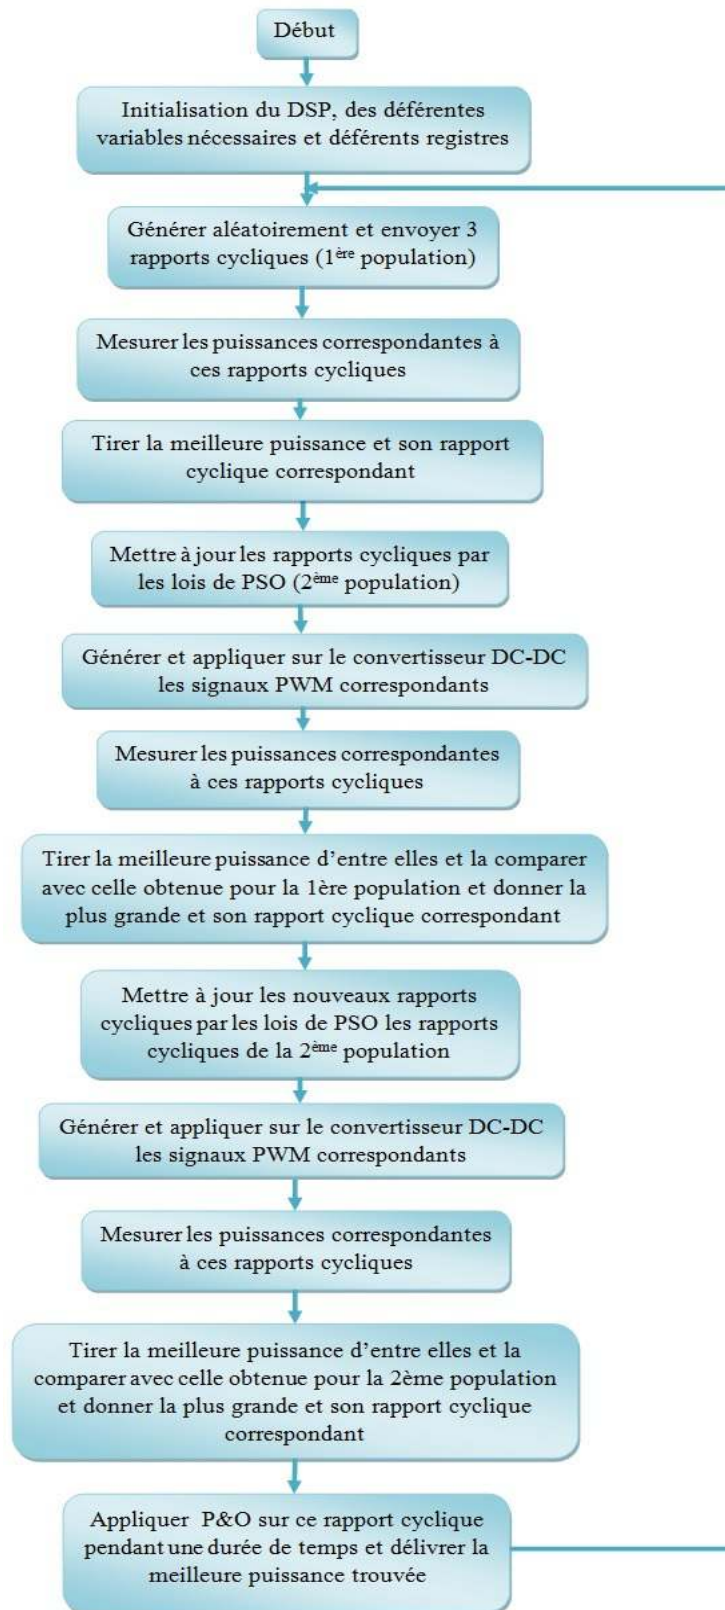 Début
Initialisation du DSP, des déférentes
variables nécessaires et déférents registres
Générer aléatoirement et envoyer 3
rapports cycliques (1ère population)
Mesurer les puissances correspondantes à
ces rapports cycliques
Tirer la meilleure puissance et son rapport
cyclique correspondant
Mettre à jour les rapports cycliques par
les lois de PSO (2ème population)
Générer et appliquer sur le convertisseur DC-DC
les signaux PWM correspondants
Mesurer les puissances correspondantes
à ces rapports cycliques
Tirer la meilleure puissance d’entre elles et la comparer
avec celle obtenue pour la 1ère population et donner la
plus grande et son rapport cyclique correspondant
Mettre à jour les nouveaux rapports
cycliques par les lois de PSO les rapports
cycliques de la 2ème population
Générer et appliquer sur le convertisseur DC-DC
les signaux PWM correspondants
Mesurer les puissances correspondantes
à ces rapports cycliques
Tirer la meilleure puissance d’entre elles et la
comparer avec celle obtenue pour la 2ème population
et donner la plus grande et son rapport cyclique
correspondant
Appliquer P&O sur ce rapport cyclique
pendant une durée de temps et délivrer la
meilleure puissance trouvée